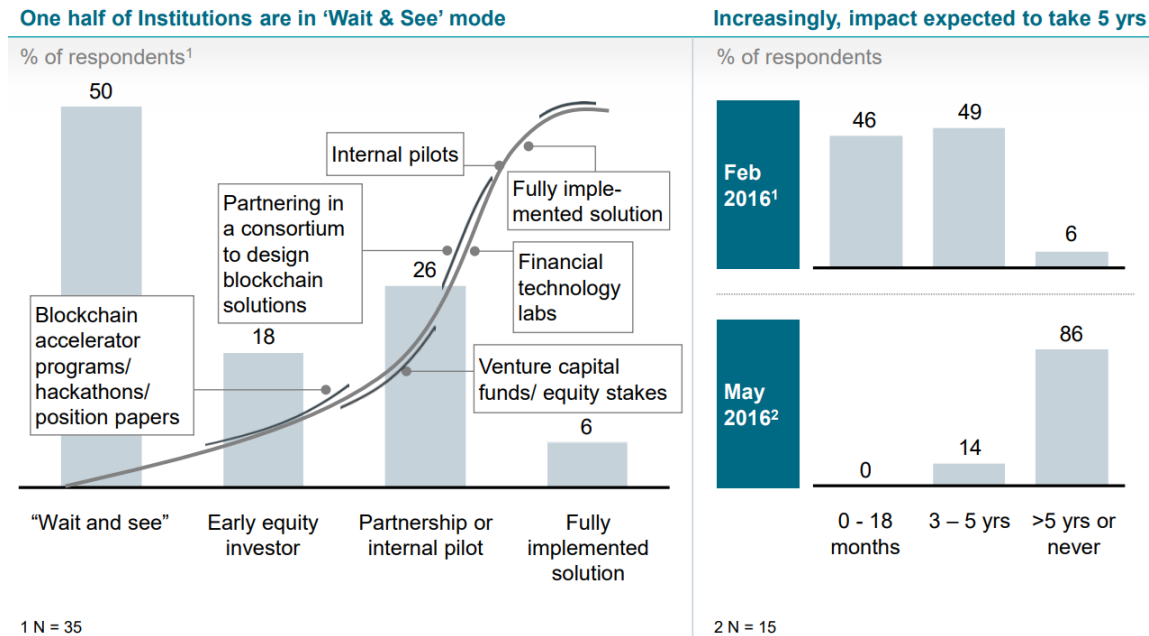 One half of Institutions are in ‘Wait & See’ mode
% of respondents¹
50
Internal pilots
Fully imple-
mented solution
Partnering in
a consortium
to design
blockchain
solutions
Financial
technology
labs
26
Blockchain
accelerator
programs/
hackathons/
position papers
18
Venture capital
funds/ equity stakes
6
“Wait and see”
Early equity
investor
Partnership or
internal pilot
Fully
implemented
solution
1 N = 35
Increasingly, impact expected to take 5 yrs
% of respondents
Feb
2016¹
46
49
6
May
2016²
0
14
86
0 - 18
months
3 – 5 yrs
>5 yrs or
never
2 N = 15